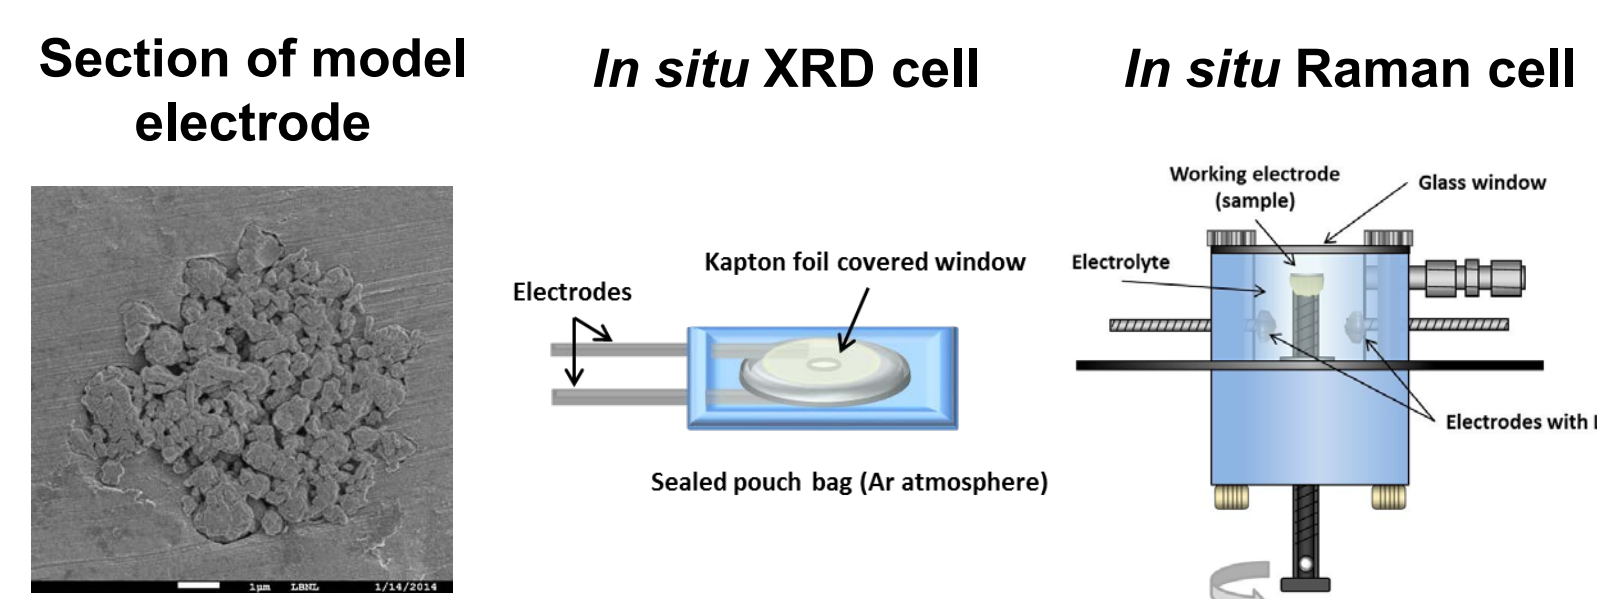 Section of model
electrode
In situ XRD cell
In situ Raman cell
Working electrode
(sample)
Glass window
Kapton foil covered window
Electrolyte
Electrodes
Electrodes with
Sealed pouch bag (Ar atmosphere)
1µm LBNL 1/14/2014